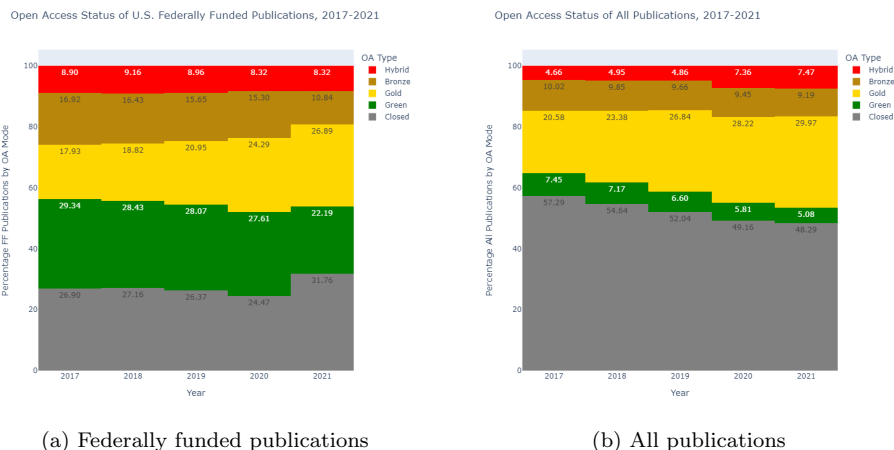 Open Access Status of U.S. Federally Funded Publications, 2017-2021
Percentage FF Publications by OA Mode
100
80
60
40
20
0
8.90 9.16 8.96 8.32 8.32
16.92 16.43 15.65 15.30 10.84
17.93 18.82 20.95 24.29 26.89
29.34 28.43 28.07 27.61 22.19
26.90 27.16 26.37 24.47 31.76
2017 2018 2019 2020 2021
Year
OA Type
Hybrid
Bronze
Gold
Green
Closed
(a) Federally funded publications
Open Access Status of All Publications, 2017-2021
Percentage All Publications by OA Mode
100
80
60
40
20
0
4.66 4.95 4.86 7.36 7.47
10.02 9.85 9.66 9.45 9.19
20.58 23.38 26.84 28.22 29.97
7.45 7.17 6.60 5.81 5.08
57.29 54.64 52.04 49.16 48.29
2017 2018 2019 2020 2021
Year
OA Type
Hybrid
Bronze
Gold
Green
Closed
(b) All publications